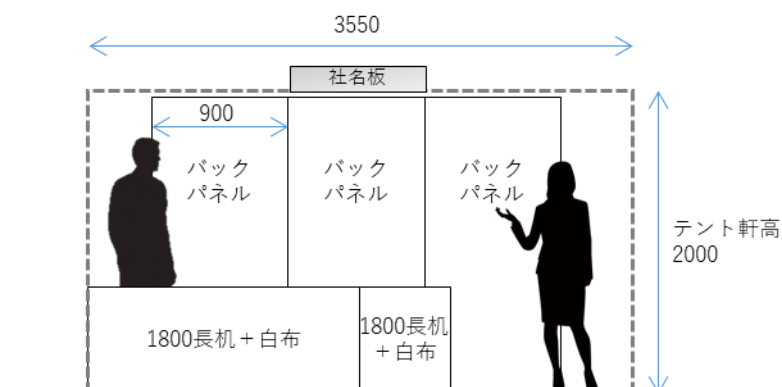 3550
社名板
900
バック
パネル
バック
パネル
バック
パネル
テント軒高
2000
1800長机＋白布
1800長机
＋白布